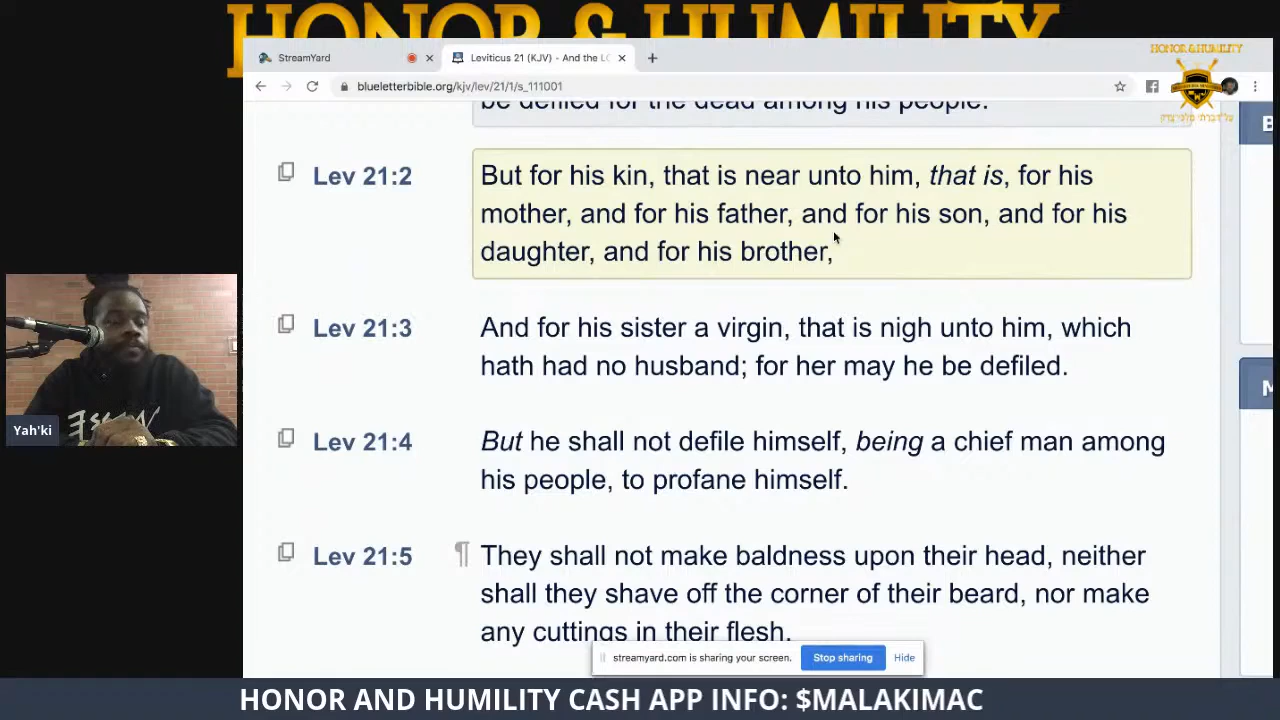 HONOR & HUMILITY
StreamYard
Leviticus 21 (KJV) - And the LO
HONOR & HUMILITY
blueletterbible.org/kjv/lev/21/1/s_111001
be defiled for the dead among his people.
Lev 21:2
But for his kin, that is near unto him, that is, for his
mother, and for his father, and for his son, and for his
daughter, and for his brother,
Lev 21:3
And for his sister a virgin, that is nigh unto him, which
hath had no husband; for her may he be defiled.
Lev 21:4
But he shall not defile himself, being a chief man among
his people, to profane himself.
Lev 21:5
¶ They shall not make baldness upon their head, neither
shall they shave off the corner of their beard, nor make
any cuttings in their flesh.
Yah'ki
streamyard.com is sharing your screen.
Stop sharing
Hide
HONOR AND HUMILITY CASH APP INFO: $MALAKIMAC